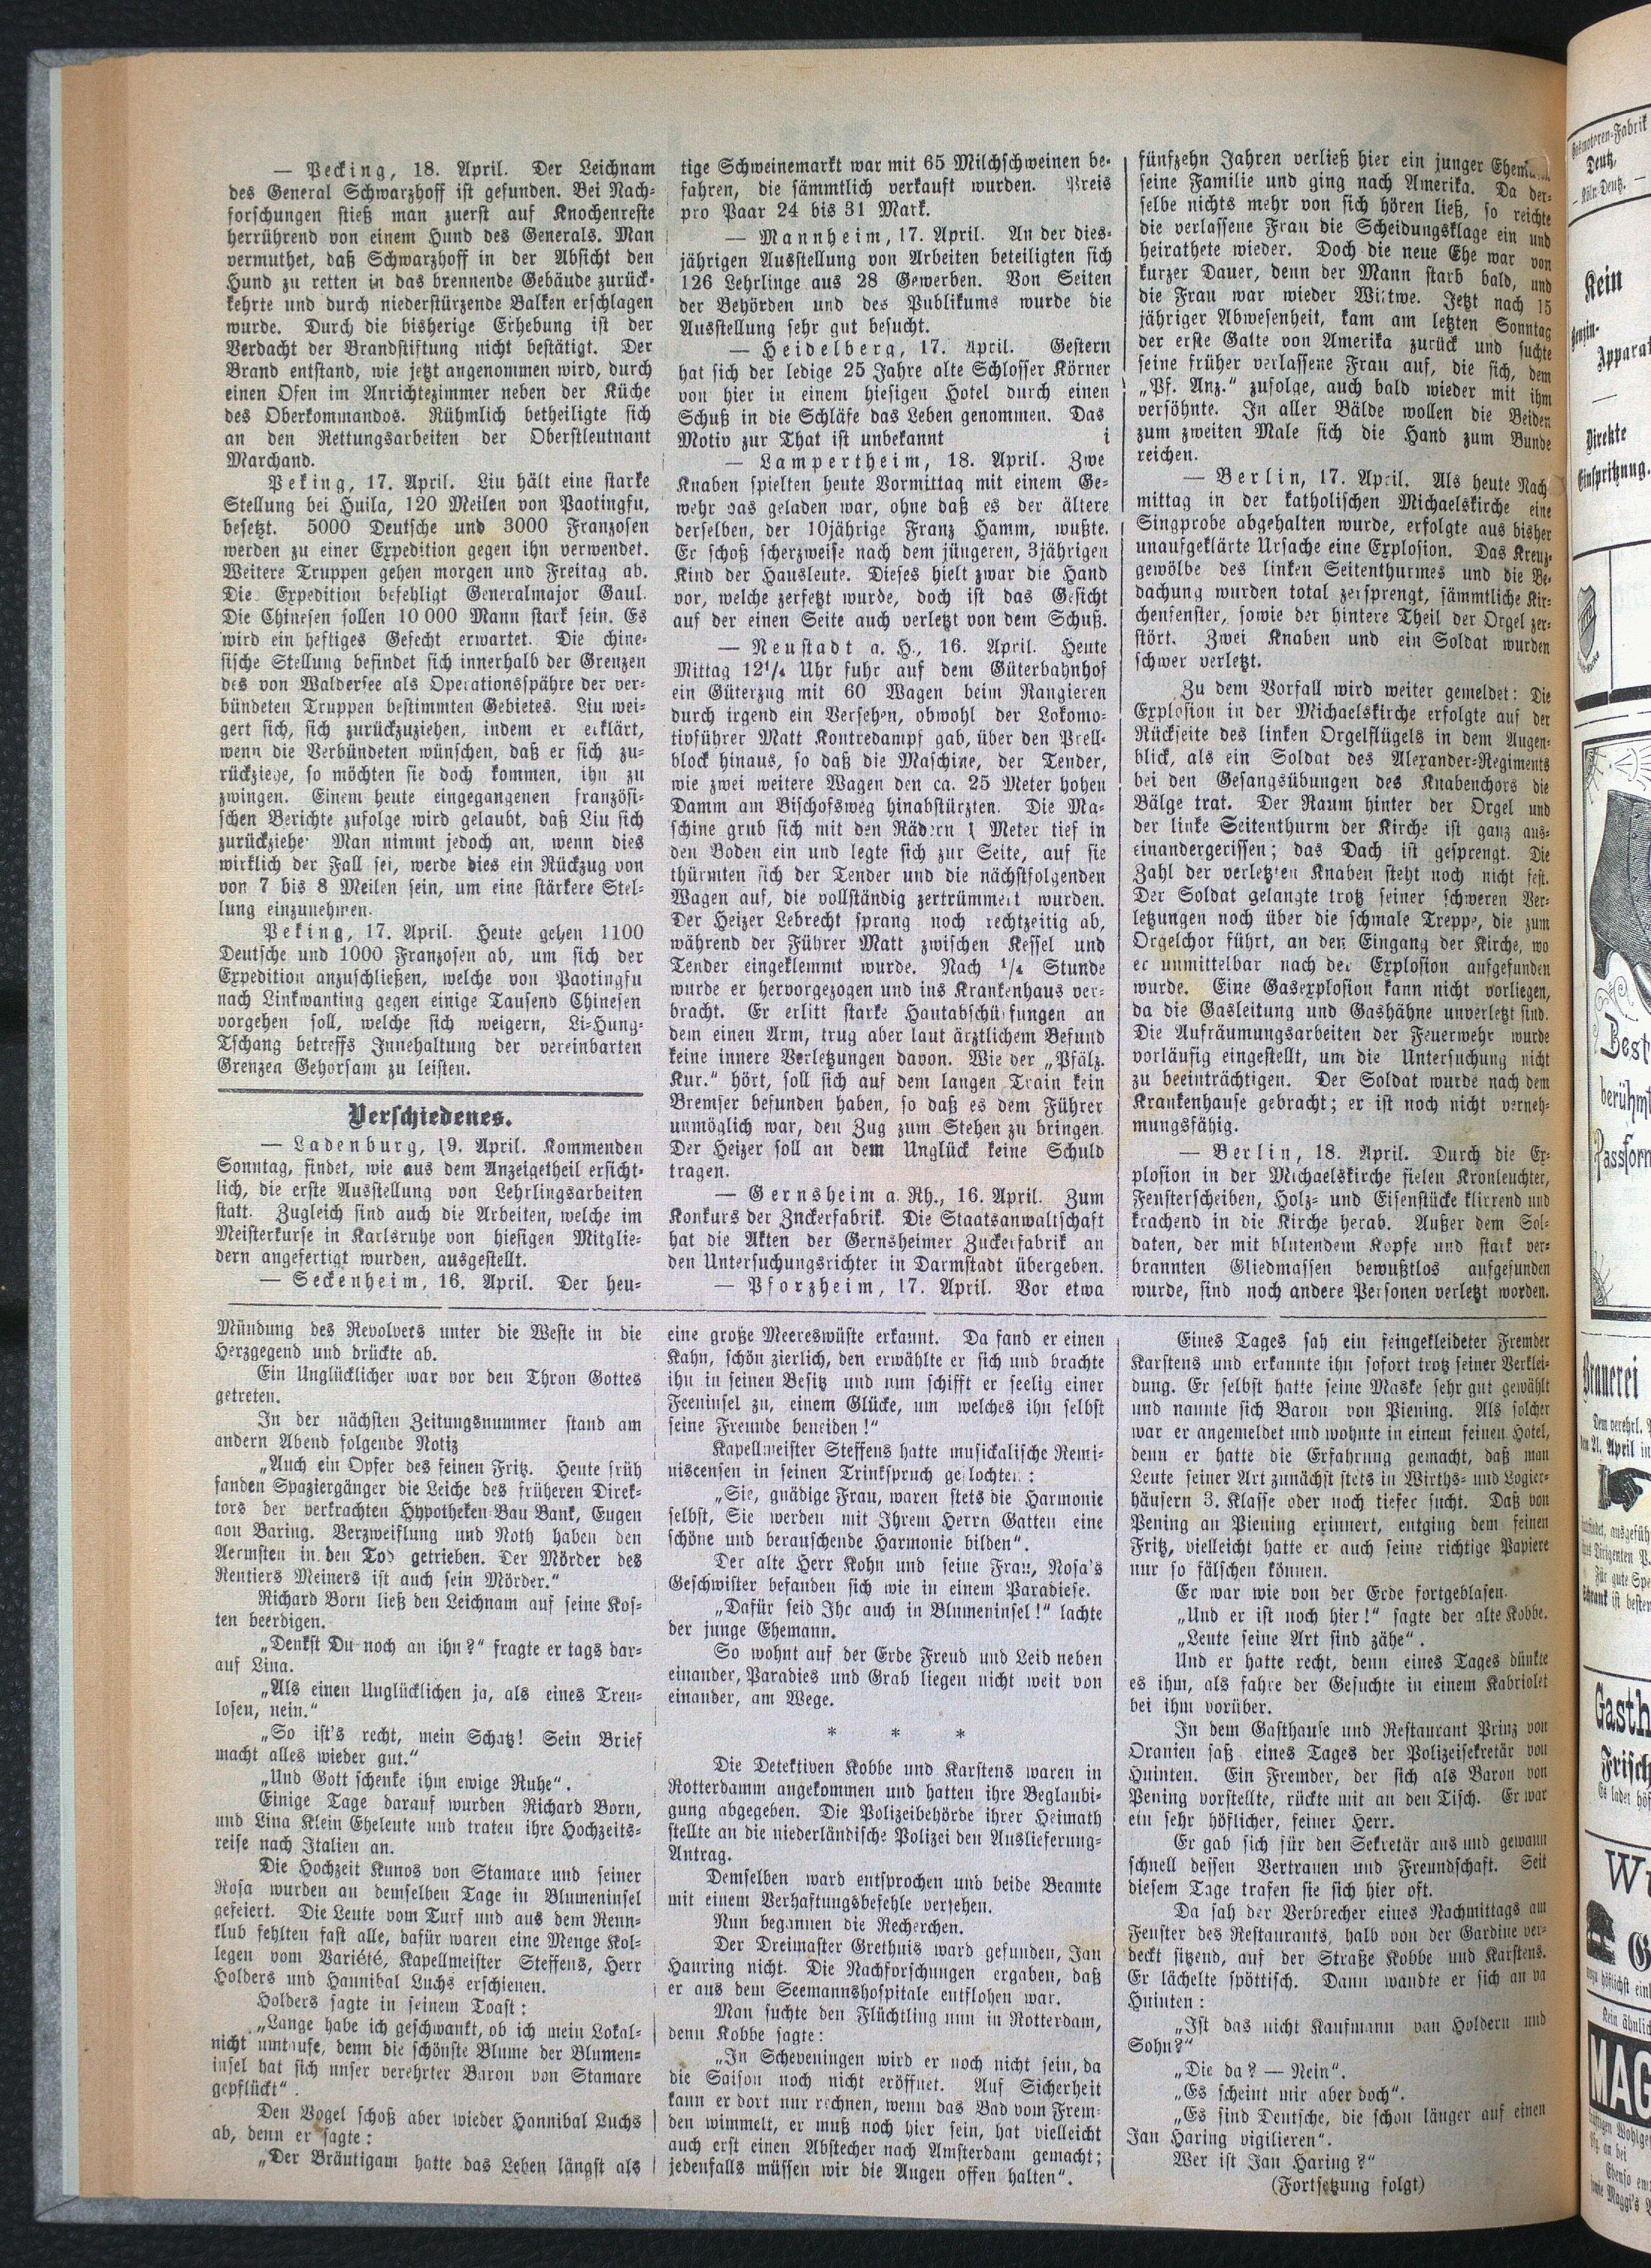 — Pecking, 18. April. Der Leichnam
des General Schwarzhoff ist gefunden. Bei Nach-
forschungen stieß man zuerst auf Knochenreste
herrührend von einem Hund des Generals. Man
vermuthet, daß Schwarzhoff in der Absicht den
Hund zu retten in das brennende Gebäude zurück-
kehrte und durch niederstürzende Balken erschlagen
wurde. Durch die bisherige Erhebung ist der
Verdacht der Brandstiftung nicht bestätigt. Der
Brand entstand, wie jetzt angenommen wird, durch
einen Ofen im Anrichtezimmer neben der Küche
des Oberkommandos. Rühmlich betheiligte sich
an den Rettungsarbeiten der Oberstleutnant
Marchand.
Peking, 17. April. Liu hält eine starke
Stellung bei Huila, 120 Meilen von Paotingfu,
besetzt. 5000 Deutsche und 3000 Franzosen
werden zu einer Expedition gegen ihn verwendet.
Weitere Truppen gehen morgen und Freitag ab.
Die Expedition befehligt Generalmajor Gaul.
Die Chinesen sollen 10 000 Mann stark sein. Es
wird ein heftiges Gefecht erwartet. Die chine-
sische Stellung befindet sich innerhalb der Grenzen
des von Waldersee als Operationsspähre der ver-
bündeten Truppen bestimmten Gebietes. Liu wei-
gert sich, sich zurückzuziehen, indem er erklärt,
wenn die Verbündeten wünschen, daß er sich zu-
rückziehe, so möchten sie doch kommen, ihn zu
zwingen. Einem heute eingegangenen französi-
schen Berichte zufolge wird gelaubt, daß Liu sich
zurückziehe. Man nimmt jedoch an, wenn dies
wirklich der Fall sei, werde dies ein Rückzug von
von 7 bis 8 Meilen sein, um eine stärkere Stel-
lung einzunehmen.
Peking, 17. April. Heute gehen 1100
Deutsche und 1000 Franzosen ab, um sich der
Expedition anzuschließen, welche von Paotingfu
nach Linkwanting gegen einige Tausend Chinesen
vorgehen soll, welche sich weigern, Li-Hung-
Tschang betreffs Innehaltung der vereinbarten
Grenzen Gehorsam zu leisten.
Verschiedenes.
— Ladenburg, 19. April. Kommenden
Sonntag, findet, wie aus dem Anzeigetheil ersicht-
lich, die erste Ausstellung von Lehrlingsarbeiten
statt. Zugleich sind auch die Arbeiten, welche im
Meisterkurse in Karlsruhe von hiesigen Mitglie-
dern angefertigt wurden, ausgestellt.
— Seckenheim, 16. April. Der heu-
tige Schweinemarkt war mit 65 Milchschweinen be-
fahren, die sämmtlich verkauft wurden. Preis
pro Paar 24 bis 31 Mark.
— Mannheim, 17. April. An der dies-
jährigen Ausstellung von Arbeiten beteiligten sich
126 Lehrlinge aus 28 Gewerben. Von Seiten
der Behörden und des Publikums wurde die
Ausstellung sehr gut besucht.
— Heidelberg, 17. April. Gestern
hat sich der ledige 25 Jahre alte Schlosser Körner
von hier in einem hiesigen Hotel durch einen
Schuß in die Schläfe das Leben genommen. Das
Motiv zur That ist unbekannt i
— Lampertheim, 18. April. Zwe
Knaben spielten heute Vormittag mit einem Ge-
wehr das geladen war, ohne daß es der ältere
derselben, der 10jährige Franz Hamm, wußte.
Er schoß scherzweise nach dem jüngeren, 3jährigen
Kind der Hausleute. Dieses hielt zwar die Hand
vor, welche zerfetzt wurde, doch ist das Gesicht
auf der einen Seite auch verletzt von dem Schuß.
— Neustadt a. H., 16. April. Heute
Mittag 12¼ Uhr fuhr auf dem Güterbahnhof
ein Güterzug mit 60 Wagen beim Rangieren
durch irgend ein Versehen, obwohl der Lokomo-
tivführer Matt Kontredampf gab, über den Prell-
block hinaus, so daß die Maschine, der Tender,
wie zwei weitere Wagen den ca. 25 Meter hohen
Damm am Bischofsweg hinabstürzten. Die Ma-
schine grub sich mit den Rädern 1 Meter tief in
den Boden ein und legte sich zur Seite, auf sie
thürmten sich der Tender und die nächstfolgenden
Wagen auf, die vollständig zertrümmert wurden.
Der Heizer Lebrecht sprang noch rechtzeitig ab,
während der Führer Matt zwischen Kessel und
Tender eingeklemmt wurde. Nach ¼ Stunde
wurde er hervorgezogen und ins Krankenhaus ver-
bracht. Er erlitt starke Hautabschürfungen an
dem einen Arm, trug aber laut ärztlichem Befund
keine innere Verletzungen davon. Wie der „Pfälz.
Kur.“ hört, soll sich auf dem langen Train kein
Bremser befunden haben, so daß es dem Führer
unmöglich war, den Zug zum Stehen zu bringen.
Der Heizer soll an dem Unglück keine Schuld
tragen.
— Gernsheim a. Rh., 16. April. Zum
Konkurs der Znckerfabrik. Die Staatsanwaltschaft
hat die Akten der Gernsheimer Zuckerfabrik an
den Untersuchungsrichter in Darmstadt übergeben.
— Pforzheim, 17. April. Vor etwa
fünfzehn Jahren verließ hier ein junger
seine Familie und ging nach Amerika. Da der-
selbe nichts mehr von sich hören ließ, so reichte
die verlassene Frau die Scheidungsklage ein und
heirathete wieder. Doch die neue Ehe war von
kurzer Dauer, denn der Mann starb bald, und
die Frau war wieder Wittwe. Jetzt nach 15
jähriger Abwesenheit, kam am letzten Sonntag
der erste Gatte von Amerika zurück und suchte
seine früher verlassene Frau auf, die sich, dem
„Pf. Anz.“ zufolge, auch bald wieder mit ihm
versöhnte. In aller Bälde wollen die Beiden
zum zweiten Male sich die Hand zum Bunde
reichen.
— Berlin, 17. April. Als heute Nach
mittag in der katholischen Michaelskirche eine
Singprobe abgehalten wurde, erfolgte aus bisher
unaufgeklärte Ursache eine Explosion. Das Kreuz-
gewölbe des linken Seitenthurmes und die Be-
dachung wurden total zersprengt, sämmtliche Kir-
chenfenster, sowie der hintere Theil der Orgel zer-
stört. Zwei Knaben und ein Soldat wurden
schwer verletzt.
Zu dem Vorfall wird weiter gemeldet: Die
Explosion in der Michaelskirche erfolgte auf der
Rückseite des linken Orgelflügels in dem Augen-
blick, als ein Soldat des Alexander-Regiments
bei den Gesangsübungen des Knabenchors die
Bälge trat. Der Raum hinter der Orgel und
der linke Seitenthurm der Kirche ist ganz aus-
einandergerissen; das Dach ist gesprengt. Die
Zahl der verletzten Knaben steht noch nicht fest.
Der Soldat gelangte trotz seiner schweren Ver-
letzungen noch über die schmale Treppe, die zum
Orgelchor führt, an den Eingang der Kirche, wo
er unmittelbar nach der Explosion aufgefunden
wurde. Eine Gasexplosion kann nicht vorliegen,
da die Gasleitung und Gashähne unverletzt sind.
Die Aufräumungsarbeiten der Feuerwehr wurde
vorläufig eingestellt, um die Untersuchung nicht
zu beeinträchtigen. Der Soldat wurde nach dem
Krankenhause gebracht; er ist noch nicht verneh-
mungsfähig.
— Berlin, 18. April. Durch die Ex-
plosion in der Michaelskirche fielen Kronleuchter,
Fensterscheiben, Holz- und Eisenstücke klirrend und
krachend in die Kirche herab. Außer dem Sol-
daten, der mit blutendem Kopfe und stark ver-
brannten Gliedmassen bewußtlos aufgefunden
wurde, sind noch andere Personen verletzt worden.
Mündung des Revolvers unter die Weste in die
Herzgegend und drückte ab.
Ein Unglücklicher war vor den Thron Gottes
getreten.
In der nächsten Zeitungsnummer stand am
andern Abend folgende Notiz
„Auch ein Opfer des feinen Fritz. Heute früh
fanden Spaziergänger die Leiche des früheren Direk-
tors der verkrachten Hypotheken-Bau Bank, Eugen
aon Baring. Verzweiflung und Noth haben den
Aermsten in den Tod getrieben. Der Mörder des
Rentiers Meiners ist auch sein Mörder.“
Richard Born ließ den Leichnam auf seine Kos-
ten beerdigen.
„Denkst Du noch an ihn?“ fragte er tags dar-
auf Lina.
„Als einen Unglücklichen ja, als eines Treu-
losen, nein.“
„So ist's recht, mein Schatz! Sein Brief
macht alles wieder gut.“
„Und Gott schenke ihm ewige Ruhe“.
Einige Tage darauf wurden Richard Born,
und Lina Klein Eheleute und traten ihre Hochzeits-
reise nach Italien an.
Die Hochzeit Kunos von Stamare und seiner
Rosa wurden an demselben Tage in Blumeninsel
gefeiert. Die Leute vom Turf und aus dem Renn-
klub fehlten fast alle, dafür waren eine Menge Kol-
legen vom Variété, Kapellmeister Steffens, Herr
Holders und Hannibal Luchs erschienen.
Holders sagte in seinem Toast:
„Lange habe ich geschwankt, ob ich mein Lokal-
nicht umtaufe, denn die schönste Blume der Blumen-
insel hat sich unser verehrter Baron von Stamare
gepflückt“.
Den Vogel schoß aber wieder Hannibal Luchs
ab, denn er sagte:
„Der Bräutigam hatte das Leben längst als
eine große Meereswüste erkannt. Da fand er einen
Kahn, schön zierlich, den erwählte er sich und brachte
ihn in seinen Besitz und nun schifft er seelig einer
Feeninsel zu, einem Glücke, um welches ihn selbst
seine Freunde beneiden!“
Kapellmeister Steffens hatte musickalische Remi-
niscensen in seinen Trinkspruch geflochten:
„Sie, gnädige Frau, waren stets die Harmonie
selbst, Sie werden mit Ihrem Herrn Gatten eine
schöne und berauschende Harmonie bilden“.
Der alte Herr Kohn und seine Frau, Rosa's
Geschwister befanden sich wie in einem Paradiese.
„Dafür seid Ihr auch in Blumeninsel!“ lachte
der junge Ehemann.
So wohnt auf der Erde Freud und Leid neben
einander, Paradies und Grab liegen nicht weit von
einander, am Wege.
* * *
Die Detektiven Kobbe und Karstens waren in
Rotterdamm angekommen und hatten ihre Beglaubi-
gung abgegeben. Die Polizeibehörde ihrer Heimath
stellte an die niederländische Polizei den Auslieferung-
Antrag.
Demselben ward entsprochen und beide Beamte
mit einem Verhaftungsbefehle versehen.
Nun begannen die Recherchen.
Der Dreimaster Grethnis ward gefunden, Jan
Hanring nicht. Die Nachforschungen ergaben, daß
er aus dem Seemannshospitale entflohen war.
Man suchte den Flüchtling nun in Rotterdam,
denn Kobbe sagte:
„In Scheveningen wird er noch nicht sein, da
die Saison noch nicht eröffnet. Auf Sicherheit
kann er dort nur rechnen, wenn das Bad vom Frem-
den wimmelt, er muß noch hier sein, hat vielleicht
auch erst einen Abstecher nach Amsterdam gemacht;
jedenfalls müssen wir die Augen offen halten“.
Eines Tages sah ein feingekleideter Fremder
Karstens und erkannte ihn sofort trotz seiner Verklei-
dung. Er selbst hatte seine Maske sehr gut gewählt
und nannte sich Baron von Piening. Als solcher
war er angemeldet und wohnte in einem feinen Hotel,
denn er hatte die Erfahrung gemacht, daß man
Leute seiner Art zunächst stets in Wirths- und Logier-
häusern 3. Klasse oder noch tiefer sucht. Daß von
Pening an Piening erinnert, entging dem feinen
Fritz, vielleicht hatte er auch seine richtige Papiere
nur so fälschen können.
Er war wie von der Erde fortgeblasen.
„Und er ist noch hier!“ sagte der alte Kobbe.
„Leute seine Art sind zähe“.
Und er hatte recht, denn eines Tages dünkte
es ihm, als fahre der Gesuchte in einem Kabriolet
bei ihm vorüber.
In dem Gasthause und Restaurant Prinz von
Oranien saß eines Tages der Polizeisekretär von
Huinten. Ein Fremder, der sich als Baron von
Pening vorstellte, rückte mit an den Tisch. Er war
ein sehr höflicher, feiner Herr.
Er gab sich für den Sekretär aus und gewann
schnell dessen Vertrauen und Freundschaft. Seit
diesem Tage trafen sie sich hier oft.
Da sah der Verbrecher eines Nachmittags am
Fenster des Restaurants, halb von der Gardine ver-
deckt sitzend, auf der Straße Kobbe und Karstens.
Er lächelte spöttisch. Dann wandte er sich an va
Huinten:
„Ist das nicht Kaufmann van Holdern und
Sohn?“
„Die da? — Nein“.
„Es scheint mir aber doch“.
„Es sind Deutsche, die schon länger auf einen
Jan Haring vigilieren“.
Wer ist Jan Haring?“
(Fortsetzung folgt)
Deutz,
Kein
Apparat
Direkte
Einspritzung.
Best
berühmt
Passform
Brauerei
Gasth
Frisch
MAG